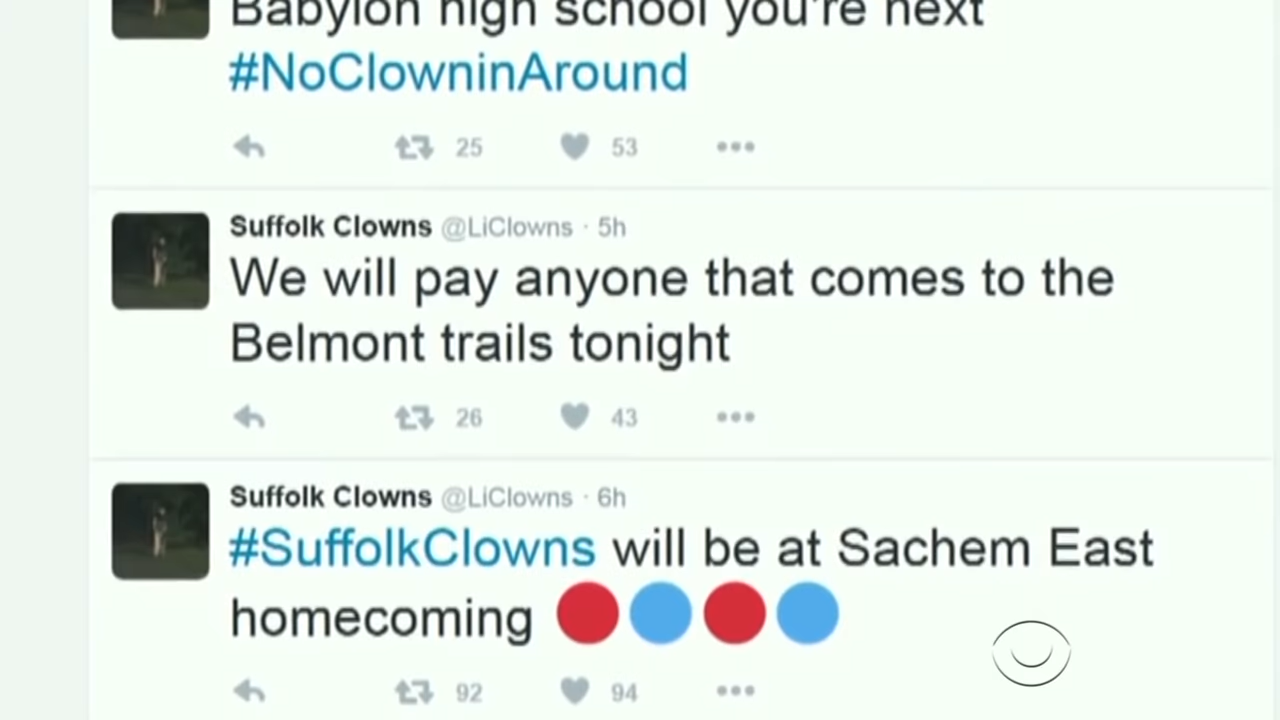 Babylon high school you're next
#NoClowninAround
25 53
Suffolk Clowns @LiClowns · 5h
We will pay anyone that comes to the
Belmont trails tonight
26 43
Suffolk Clowns @LiClowns · 6h
#SuffolkClowns will be at Sachem East
homecoming
92 94